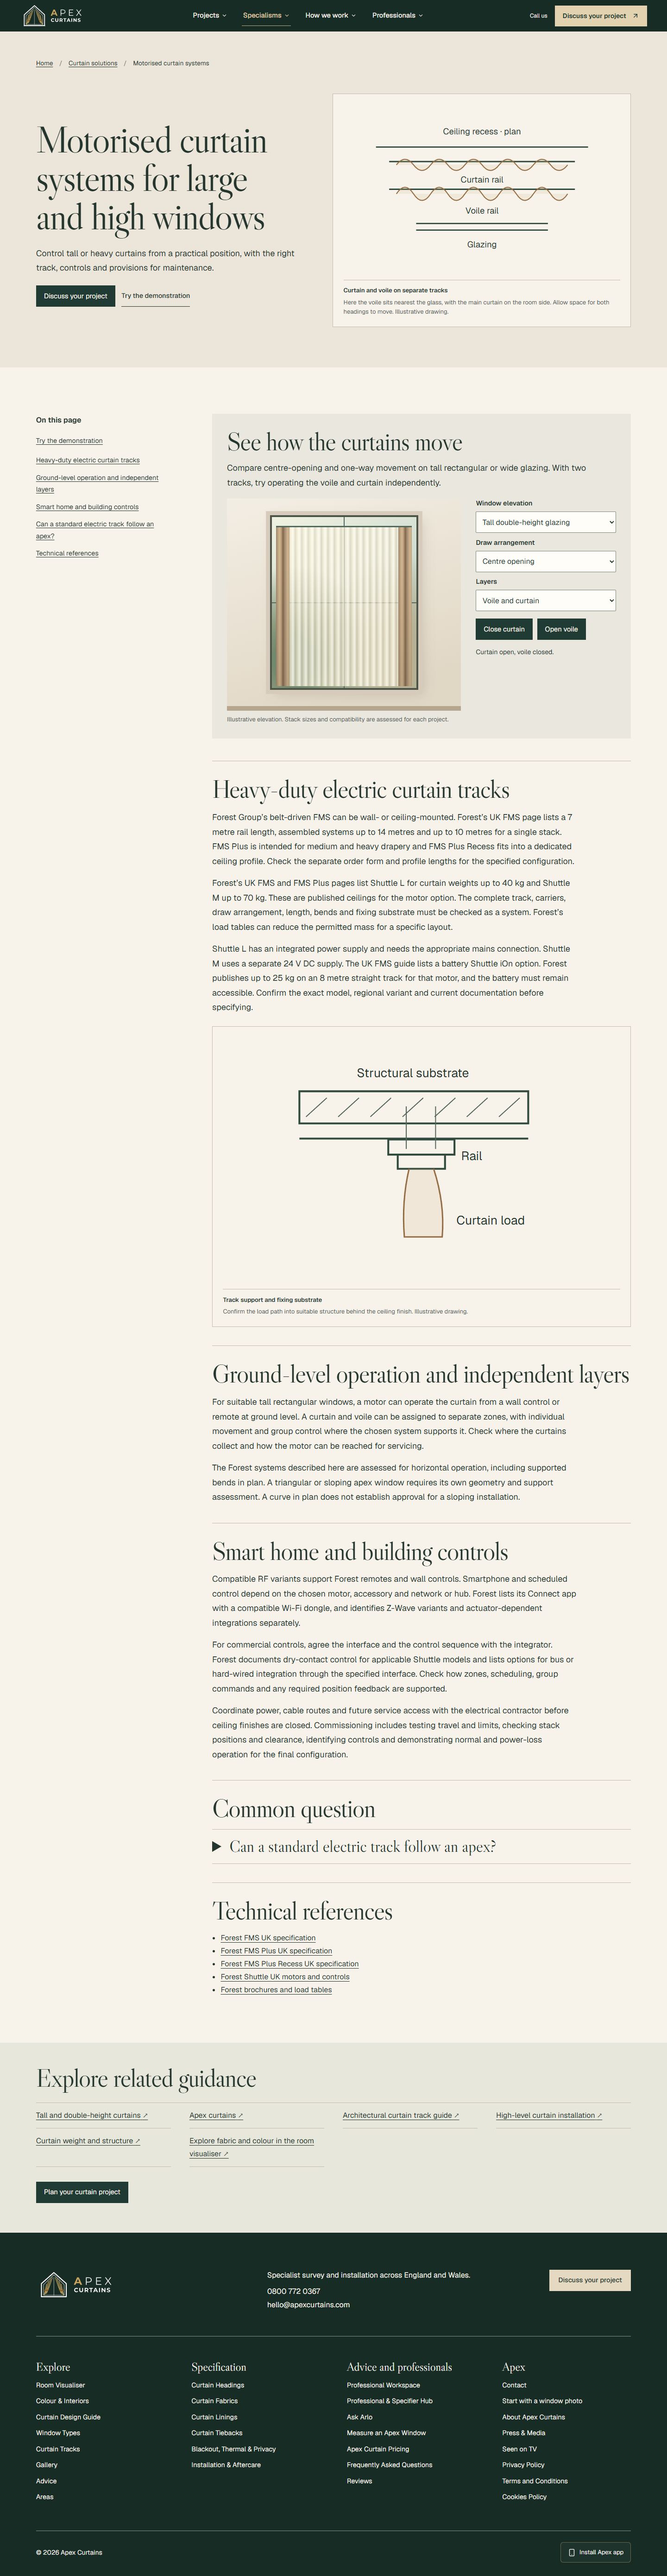 APEX
CURTAINS
Projects
Specialisms
How we work
Professionals
Call us
Discuss your project ↗
Home / Curtain solutions / Motorised curtain systems
Motorised curtain
systems for large
and high windows
Control tall or heavy curtains from a practical position, with the right
track, controls and provisions for maintenance.
Discuss your project
Try the demonstration
Ceiling recess · plan
Curtain rail
Voile rail
Glazing
Curtain and voile on separate tracks
Here the voile sits nearest the glass, with the main curtain on the room side. Allow space for both
headings to move. Illustrative drawing.
On this page
Try the demonstration
Heavy-duty electric curtain tracks
Ground-level operation and independent
layers
Smart home and building controls
Can a standard electric track follow an
apex?
Technical references
See how the curtains move
Compare centre-opening and one-way movement on tall rectangular or wide glazing. With two
tracks, try operating the voile and curtain independently.
Window elevation
Tall double-height glazing
Draw arrangement
Centre opening
Layers
Voile and curtain
Close curtain
Open voile
Curtain open, voile closed.
Illustrative elevation. Stack sizes and compatibility are assessed for each project.
Heavy-duty electric curtain tracks
Forest Group's belt-driven FMS can be wall- or ceiling-mounted. Forest's UK FMS page lists a 7
metre rail length, assembled systems up to 14 metres and up to 10 metres for a single stack.
FMS Plus is intended for medium and heavy drapery and FMS Plus Recess fits into a dedicated
ceiling profile. Check the separate order form and profile lengths for the specified configuration.
Forest's UK FMS and FMS Plus pages list Shuttle L for curtain weights up to 40 kg and Shuttle
M up to 70 kg. These are published ceilings for the motor option. The complete track, carriers,
draw arrangement, length, bends and fixing substrate must be checked as a system. Forest's
load tables can reduce the permitted mass for a specific layout.
Shuttle L has an integrated power supply and needs the appropriate mains connection. Shuttle
M uses a separate 24 V DC supply. The UK FMS guide lists a battery Shuttle iOn option. Forest
publishes up to 25 kg on an 8 metre straight track for that motor, and the battery must remain
accessible. Confirm the exact model, regional variant and current documentation before
specifying.
Structural substrate
Rail
Curtain load
Track support and fixing substrate
Confirm the load path into suitable structure behind the ceiling finish. Illustrative drawing.
Ground-level operation and independent layers
For suitable tall rectangular windows, a motor can operate the curtain from a wall control or
remote at ground level. A curtain and voile can be assigned to separate zones, with individual
movement and group control where the chosen system supports it. Check where the curtains
collect and how the motor can be reached for servicing.
The Forest systems described here are assessed for horizontal operation, including supported
bends in plan. A triangular or sloping apex window requires its own geometry and support
assessment. A curve in plan does not establish approval for a sloping installation.
Smart home and building controls
Compatible RF variants support Forest remotes and wall controls. Smartphone and scheduled
control depend on the chosen motor, accessory and network or hub. Forest lists its Connect app
with a compatible Wi-Fi dongle, and identifies Z-Wave variants and actuator-dependent
integrations separately.
For commercial controls, agree the interface and the control sequence with the integrator.
Forest documents dry-contact control for applicable Shuttle models and lists options for bus or
hard-wired integration through the specified interface. Check how zones, scheduling, group
commands and any required position feedback are supported.
Coordinate power, cable routes and future service access with the electrical contractor before
ceiling finishes are closed. Commissioning includes testing travel and limits, checking stack
positions and clearance, identifying controls and demonstrating normal and power-loss
operation for the final configuration.
Common question
Can a standard electric track follow an apex?
Technical references
Forest FMS UK specification
Forest FMS Plus UK specification
Forest FMS Plus Recess UK specification
Forest Shuttle UK motors and controls
Forest brochures and load tables
Explore related guidance
Tall and double-height curtains ↗
Apex curtains ↗
Architectural curtain track guide ↗
High-level curtain installation ↗
Curtain weight and structure ↗
Explore fabric and colour in the room
visualiser ↗
Plan your curtain project
APEX
CURTAINS
Specialist survey and installation across England and Wales.
0800 772 0367
hello@apexcurtains.com
Discuss your project
Explore
Room Visualiser
Colour & Interiors
Curtain Design Guide
Window Types
Curtain Tracks
Gallery
Advice
Areas
Specification
Curtain Headings
Curtain Fabrics
Curtain Linings
Curtain Tiebacks
Blackout, Thermal & Privacy
Installation & Aftercare
Advice and professionals
Professional Workspace
Professional & Specifier Hub
Ask Arlo
Measure an Apex Window
Apex Curtain Pricing
Frequently Asked Questions
Reviews
Apex
Contact
Start with a window photo
About Apex Curtains
Press & Media
Seen on TV
Privacy Policy
Terms and Conditions
Cookies Policy
© 2026 Apex Curtains
Install Apex app